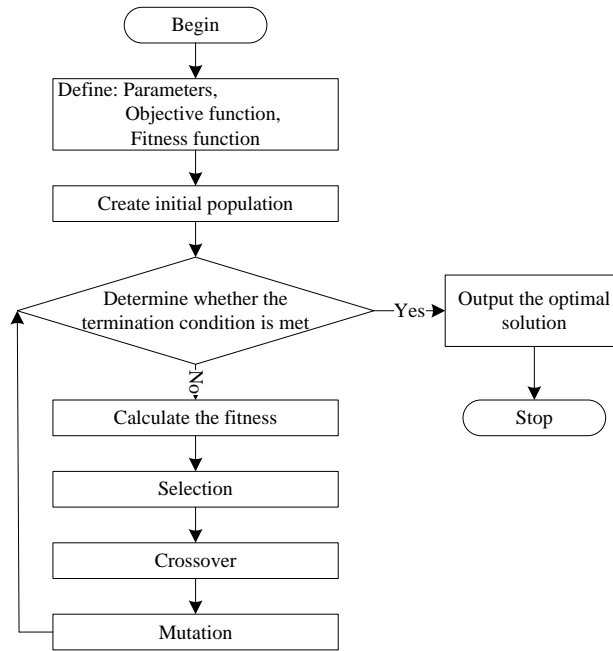 Begin
Define: Parameters,
Objective function,
Fitness function
Create initial population
Determine whether the
termination condition is met
Yes
Output the optimal
solution
Stop
No
Calculate the fitness
Selection
Crossover
Mutation